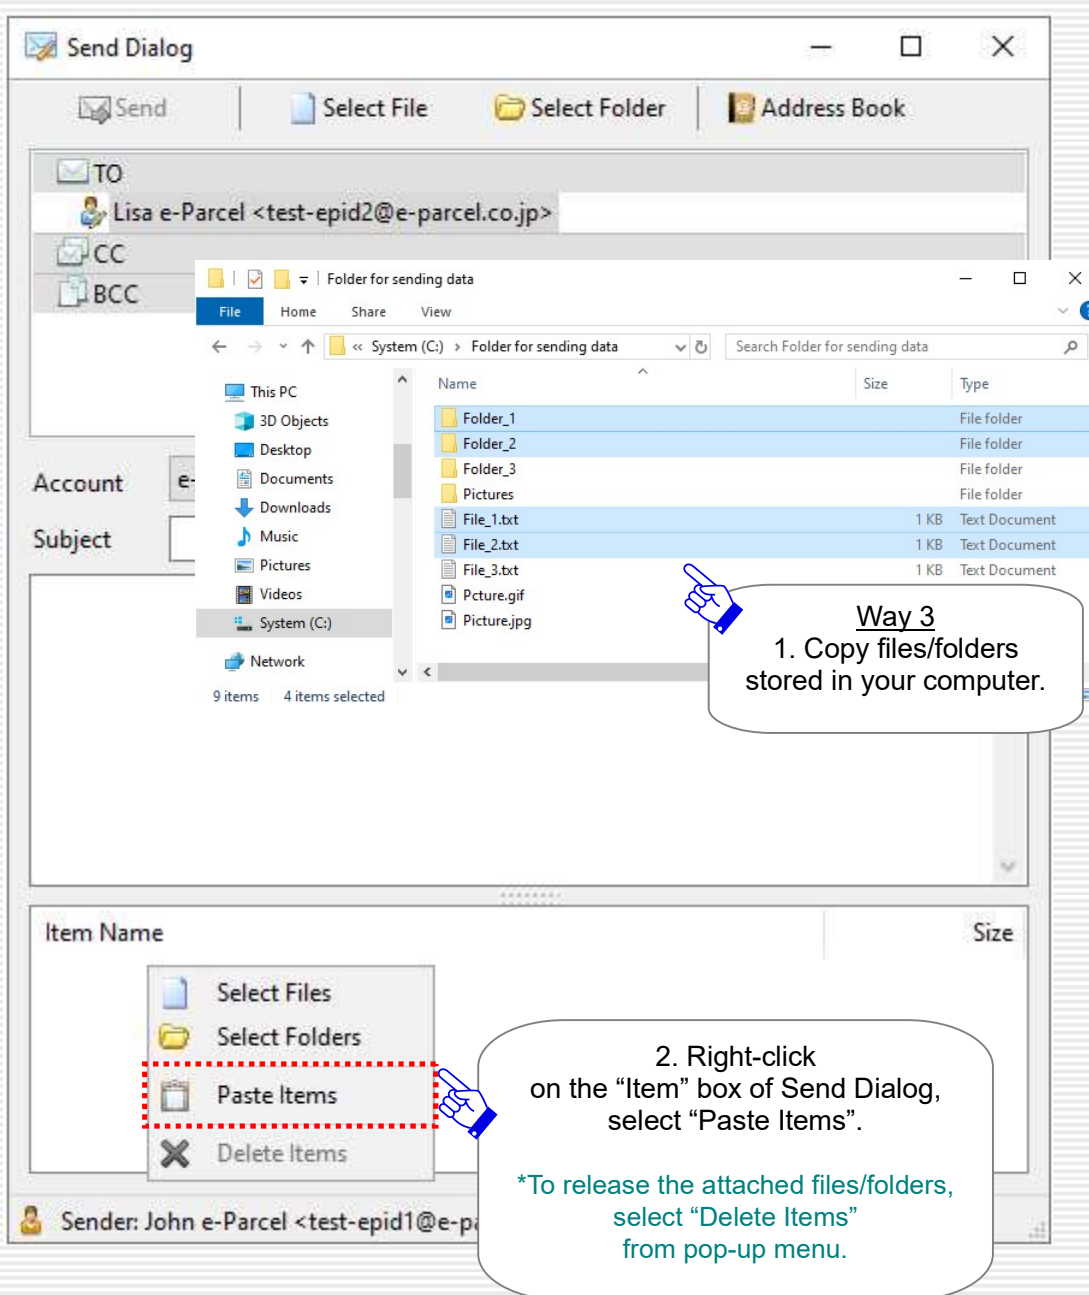 Send Dialog
Send
Select File
Select Folder
Address Book
TO
Lisa e-Parcel <test-epid2@e-parcel.co.jp>
CC
BCC
Folder for sending data
File Home Share View
« System (C:) › Folder for sending data
Search Folder for sending data
This PC
3D Objects
Desktop
Documents
Downloads
Music
Pictures
Videos
System (C:)
Network
Name Size Type
Folder_1 File folder
Folder_2 File folder
Folder_3 File folder
Pictures File folder
File_1.txt 1 KB Text Document
File_2.txt 1 KB Text Document
File_3.txt 1 KB Text Document
Pcture.gif
Picture.jpg
9 items 4 items selected
Account e-
Subject
Way 3
1. Copy files/folders
stored in your computer.
Item Name Size
Select Files
Select Folders
Paste Items
Delete Items
2. Right-click
on the “Item” box of Send Dialog,
select “Paste Items”.
*To release the attached files/folders,
select “Delete Items”
from pop-up menu.
Sender: John e-Parcel <test-epid1@e-pa